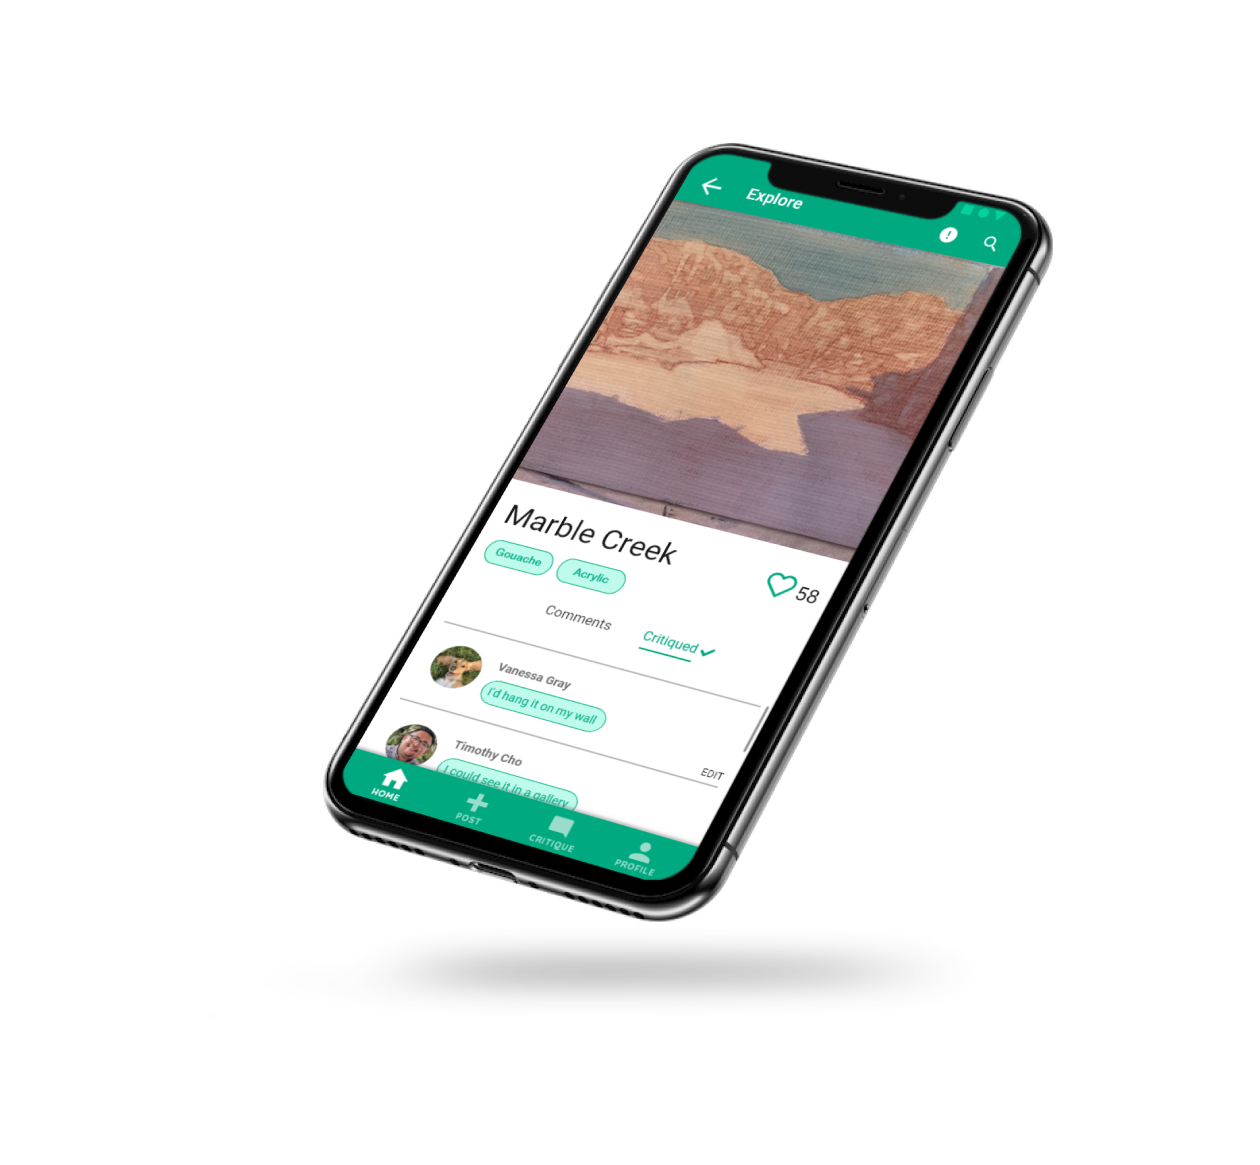 Explore
Marble Creek
Gouache
Acrylic
58
Comments
Critiqued
Vanessa Gray
I'd hang it on my wall
Timothy Cho
EDIT
I could see it in a gallery
HOME
POST
CRITIQUE
PROFILE